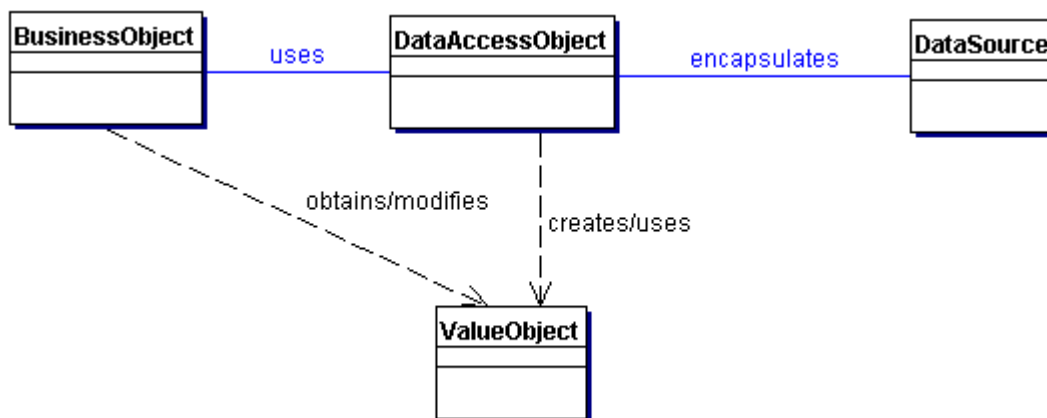 BusinessObject
DataAccessObject
DataSource
uses
encapsulates
obtains/modifies
creates/uses
ValueObject